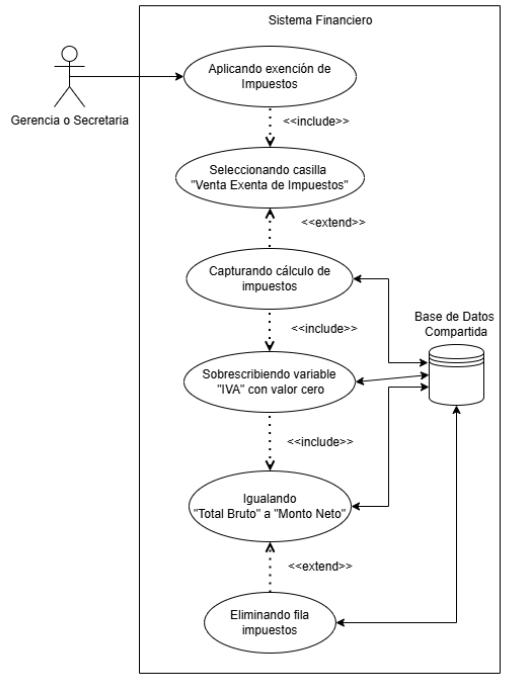 Sistema Financiero
Aplicando exención de
Impuestos
Gerencia o Secretaria
<<include>>
Seleccionando casilla
"Venta Exenta de Impuestos"
<<extend>>
Capturando cálculo de
impuestos
Base de Datos
Compartida
<<include>>
Sobrescribiendo variable
"IVA" con valor cero
<<include>>
Igualando
"Total Bruto" a "Monto Neto"
<<extend>>
Eliminando fila
impuestos